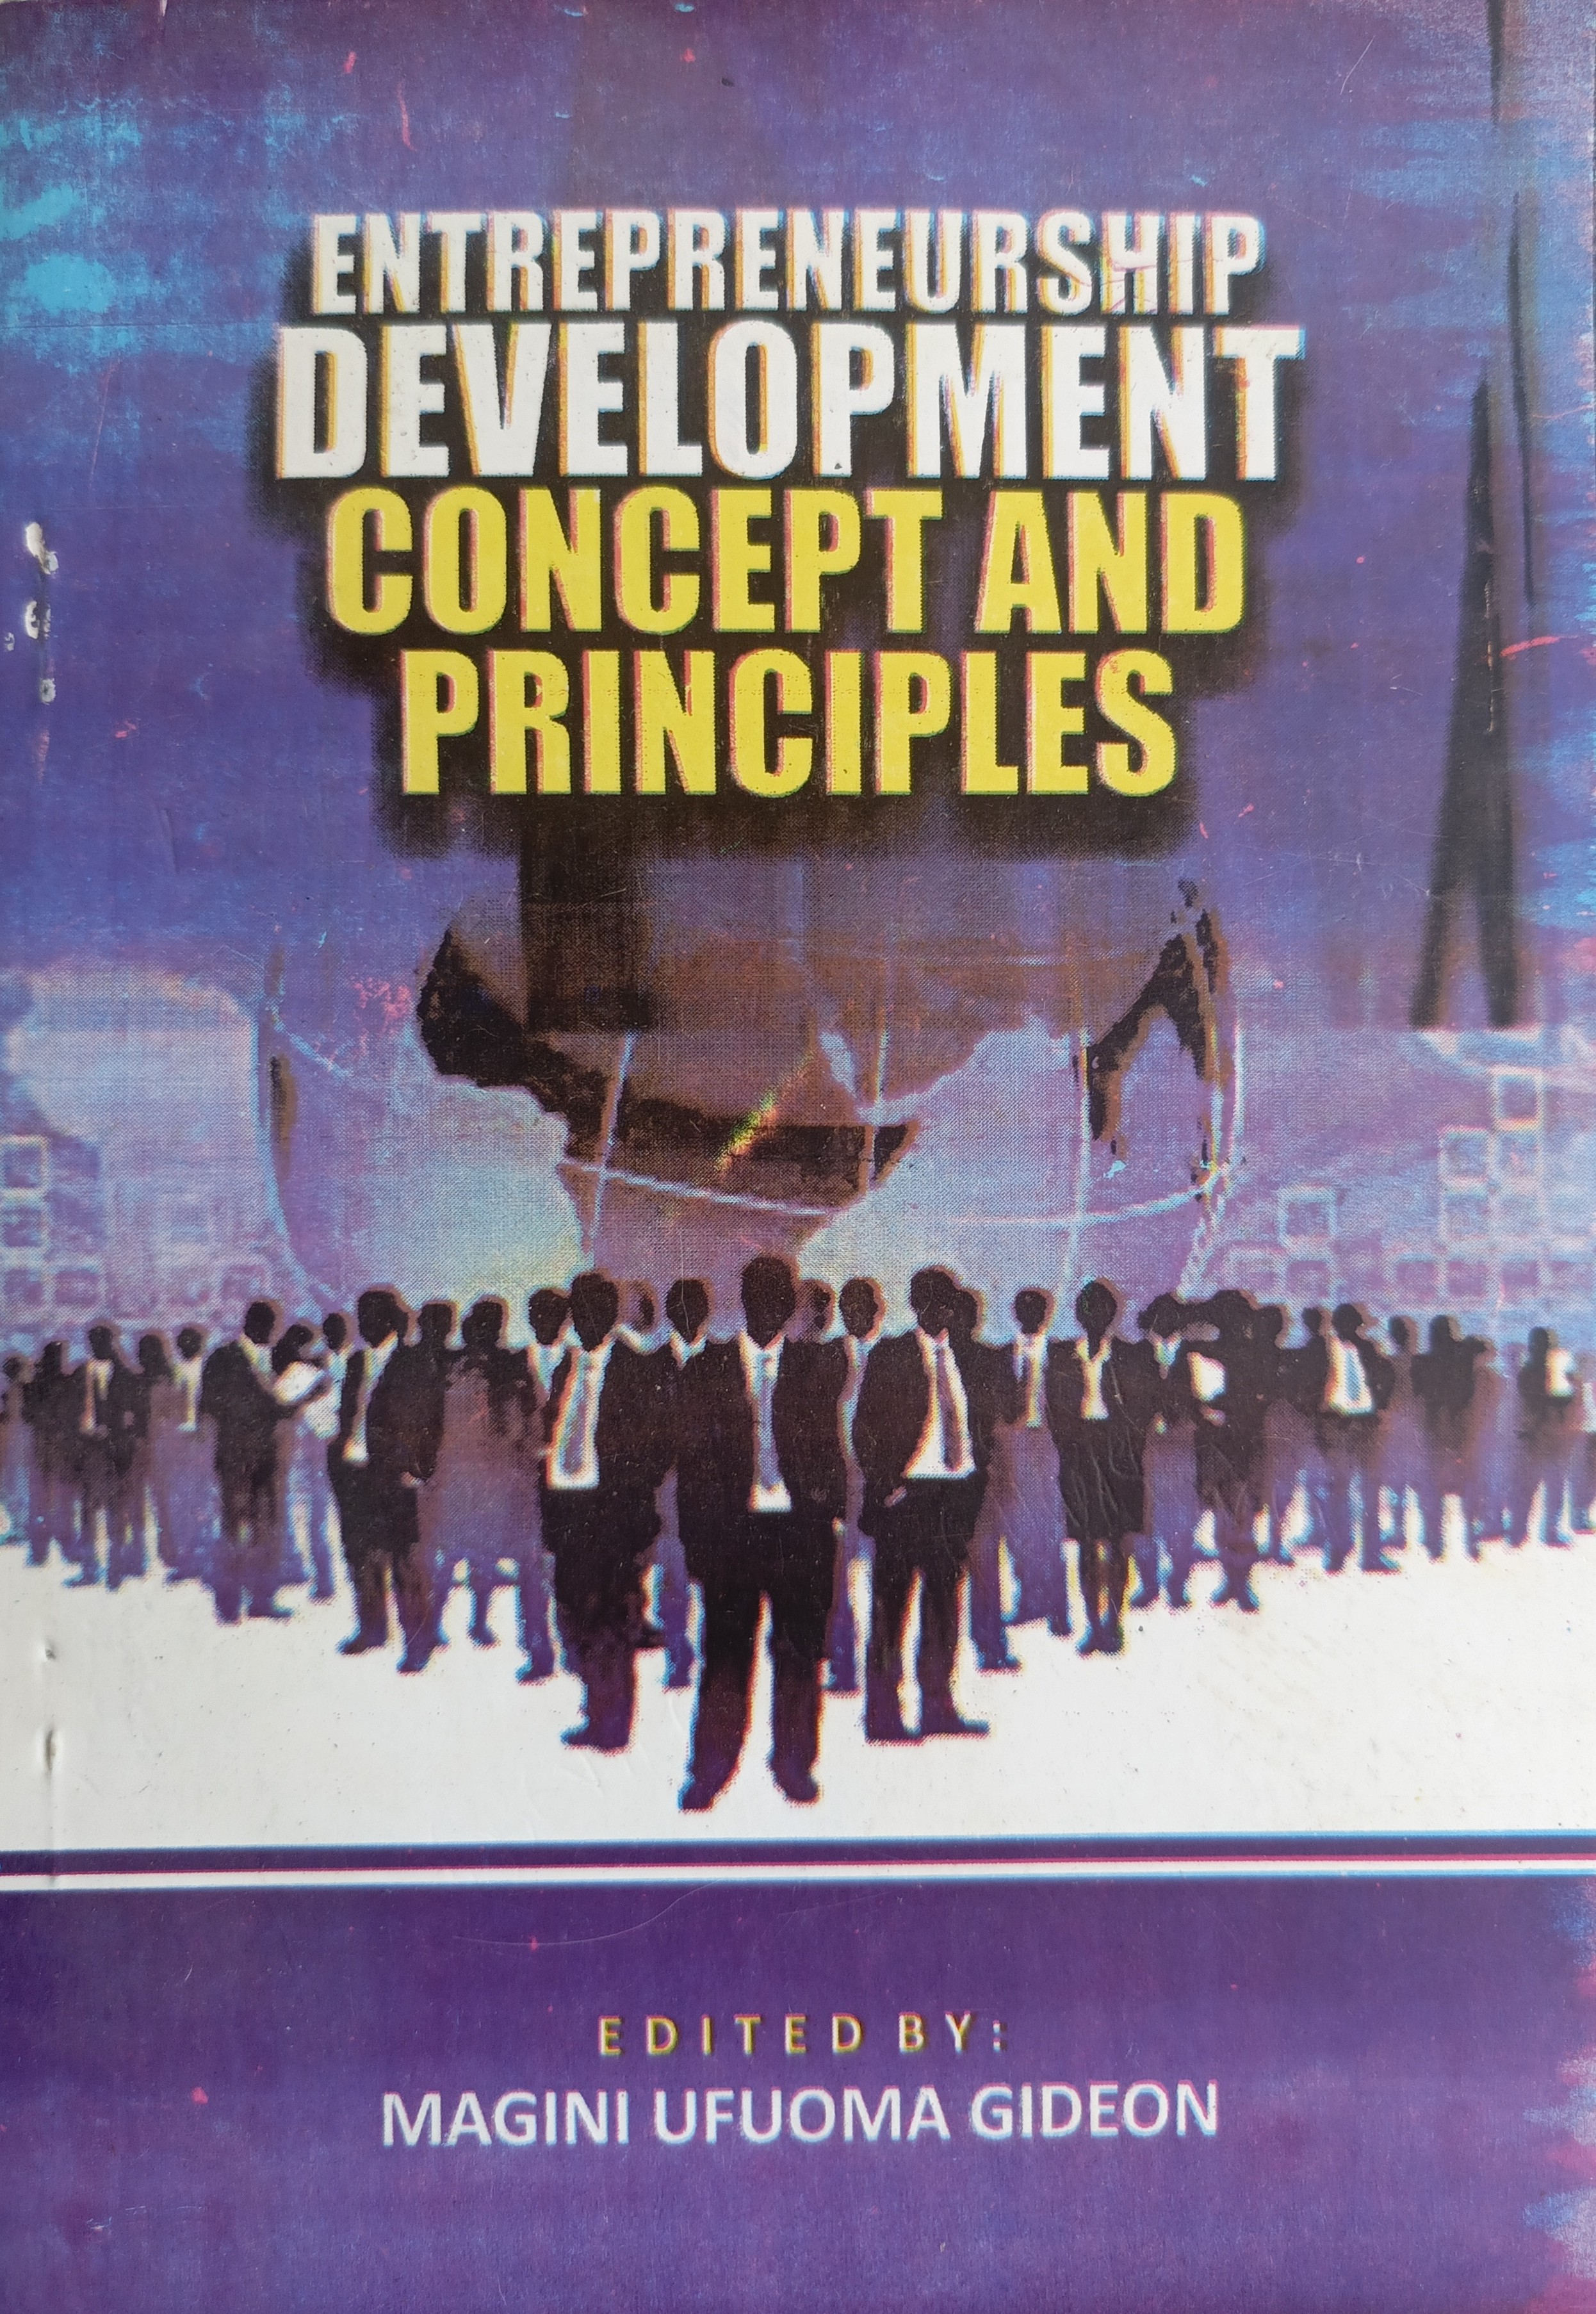 ENTREPRENEURSHIP
DEVELOPMENT
CONCEPT AND
PRINCIPLES
EDITED BY:
MAGINI UFUOMA GIDEON